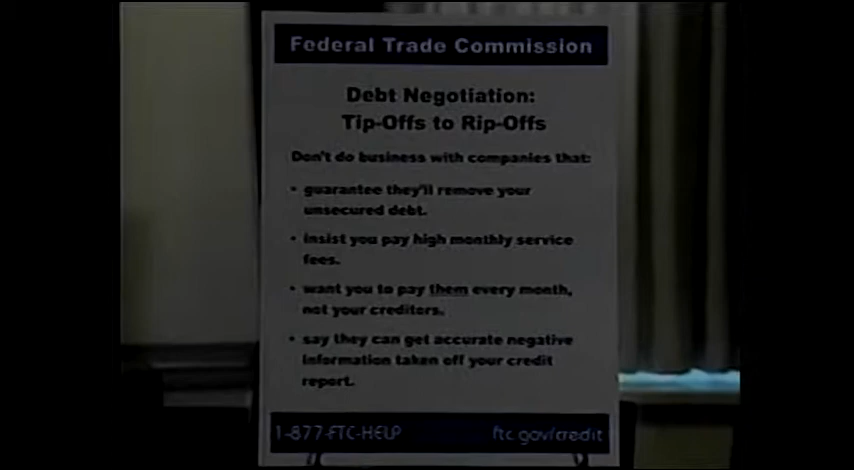 Federal Trade Commission
Debt Negotiation:
Tip-Offs to Rip-Offs
Don't do business with companies that:
• guarantee they'll remove your
unsecured debt.
• insist you pay high monthly service
fees.
• want you to pay them every month,
not your creditors.
• say they can get accurate negative
information taken off your credit
report.
1-877-FTC-HELP ftc.gov/credit